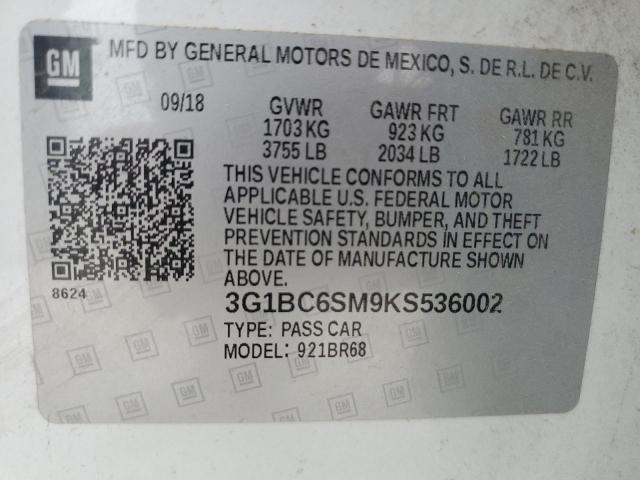 GM
MFD BY GENERAL MOTORS DE MEXICO, S. DE R.L. DE C.V.
09/18 GVWR GAWR FRT GAWR RR
1703 KG 923 KG 781 KG
3755 LB 2034 LB 1722 LB
THIS VEHICLE CONFORMS TO ALL
APPLICABLE U.S. FEDERAL MOTOR
VEHICLE SAFETY, BUMPER, AND THEFT
PREVENTION STANDARDS IN EFFECT ON
THE DATE OF MANUFACTURE SHOWN
ABOVE.
8624
3G1BC6SM9KS536002
TYPE: PASS CAR
MODEL: 921BR68